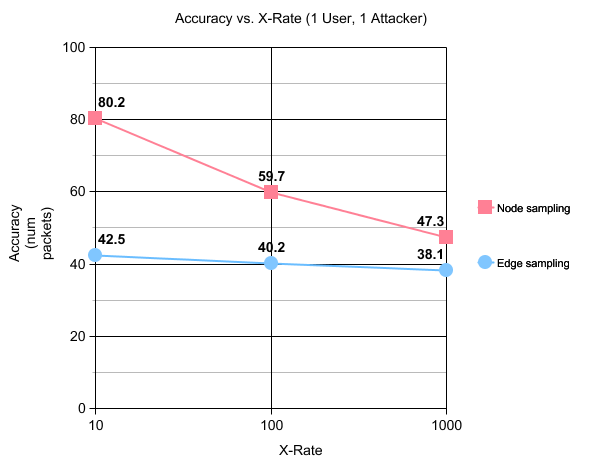 Accuracy vs. X-Rate (1 User, 1 Attacker)
100
80
60
40
20
0
80.2
59.7
47.3
42.5
40.2
38.1
10
100
1000
X-Rate
Accuracy
(num
packets)
Node sampling
Edge sampling